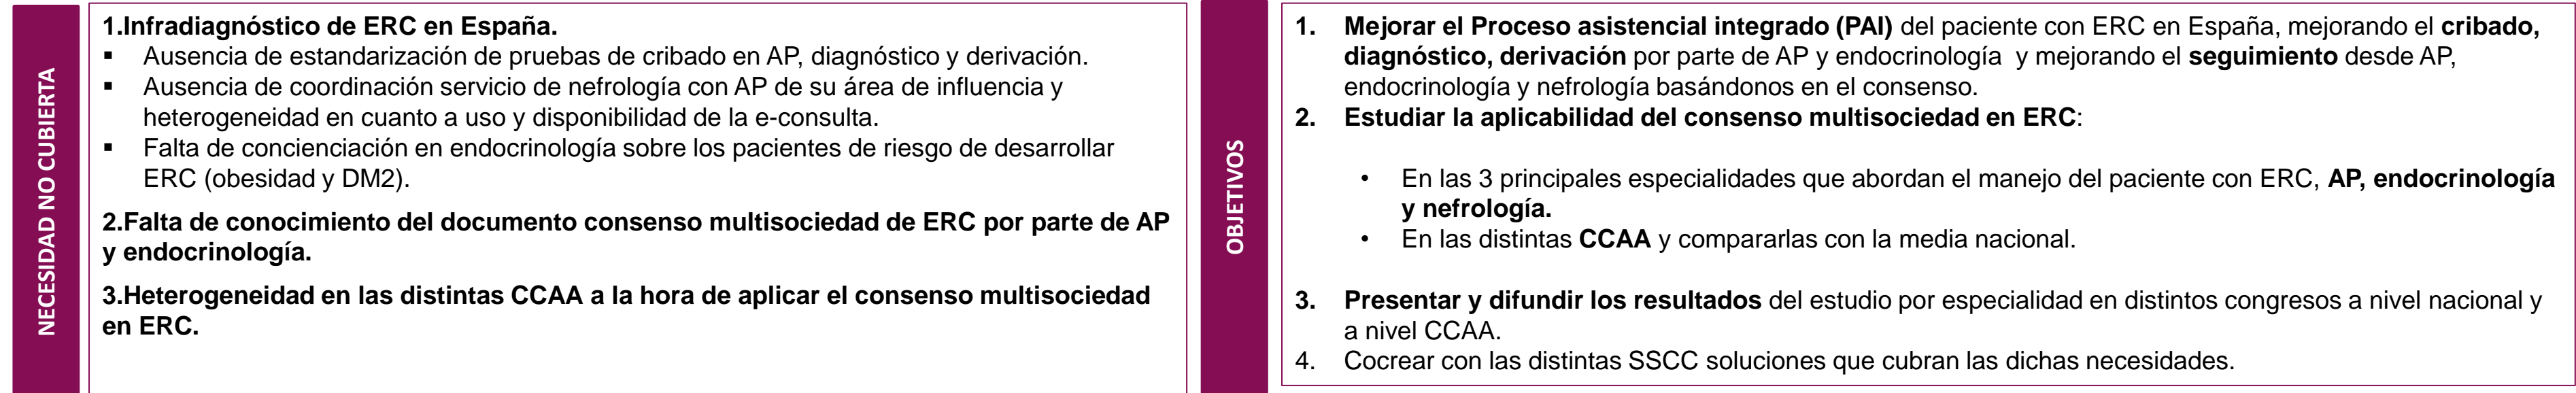 NECESIDAD NO CUBIERTA
1.Infradiagnóstico de ERC en España.
▪ Ausencia de estandarización de pruebas de cribado en AP, diagnóstico y derivación.
▪ Ausencia de coordinación servicio de nefrología con AP de su área de influencia y
heterogeneidad en cuanto a uso y disponibilidad de la e-consulta.
▪ Falta de concienciación en endocrinología sobre los pacientes de riesgo de desarrollar
ERC (obesidad y DM2).
2.Falta de conocimiento del documento consenso multisociedad de ERC por parte de AP
y endocrinología.
3.Heterogeneidad en las distintas CCAA a la hora de aplicar el consenso multisociedad
en ERC.
OBJETIVOS
1. Mejorar el Proceso asistencial integrado (PAI) del paciente con ERC en España, mejorando el cribado,
diagnóstico, derivación por parte de AP y endocrinología y mejorando el seguimiento desde AP,
endocrinología y nefrología basándonos en el consenso.
2. Estudiar la aplicabilidad del consenso multisociedad en ERC:
• En las 3 principales especialidades que abordan el manejo del paciente con ERC, AP, endocrinología
y nefrología.
• En las distintas CCAA y compararlas con la media nacional.
3. Presentar y difundir los resultados del estudio por especialidad en distintos congresos a nivel nacional y
a nivel CCAA.
4. Cocrear con las distintas SSCC soluciones que cubran las dichas necesidades.